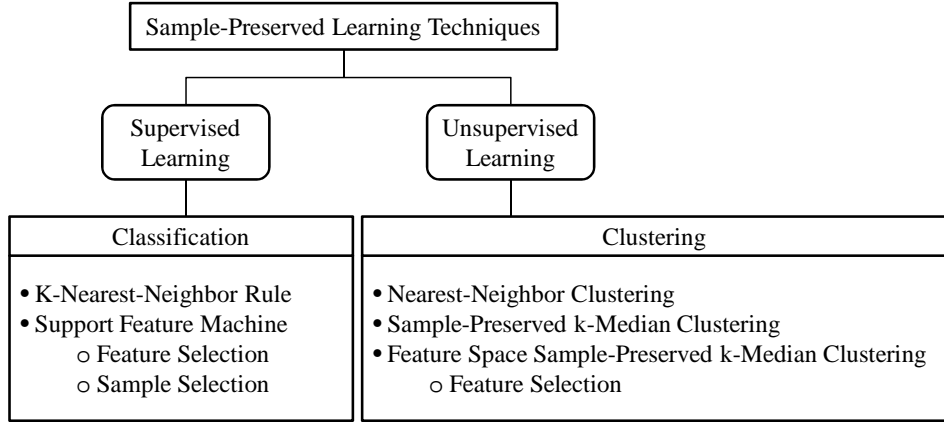 Sample-Preserved Learning Techniques
Supervised
Learning
Unsupervised
Learning
Classification
• K-Nearest-Neighbor Rule
• Support Feature Machine
o Feature Selection
o Sample Selection
Clustering
• Nearest-Neighbor Clustering
• Sample-Preserved k-Median Clustering
• Feature Space Sample-Preserved k-Median Clustering
o Feature Selection